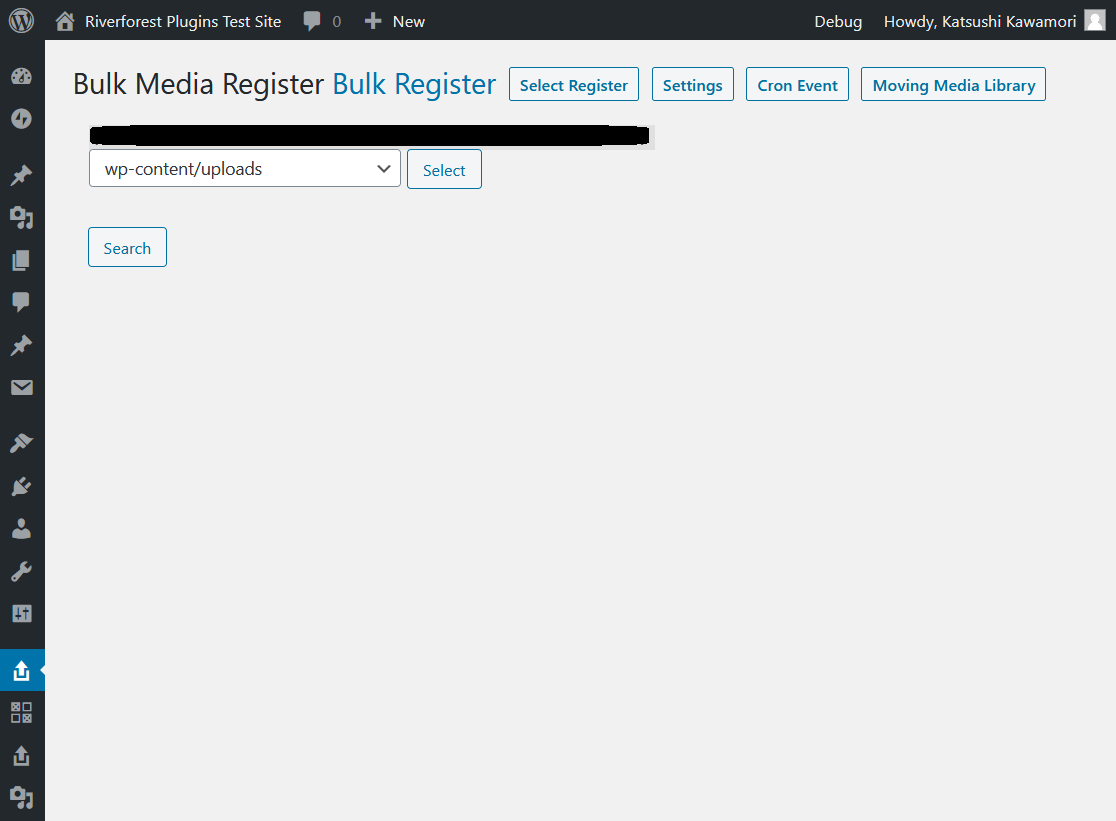 Riverforest Plugins Test Site 0 New Debug Howdy, Katsushi Kawamori
Bulk Media Register Bulk Register Select Register Settings Cron Event Moving Media Library
wp-content/uploads Select
Search